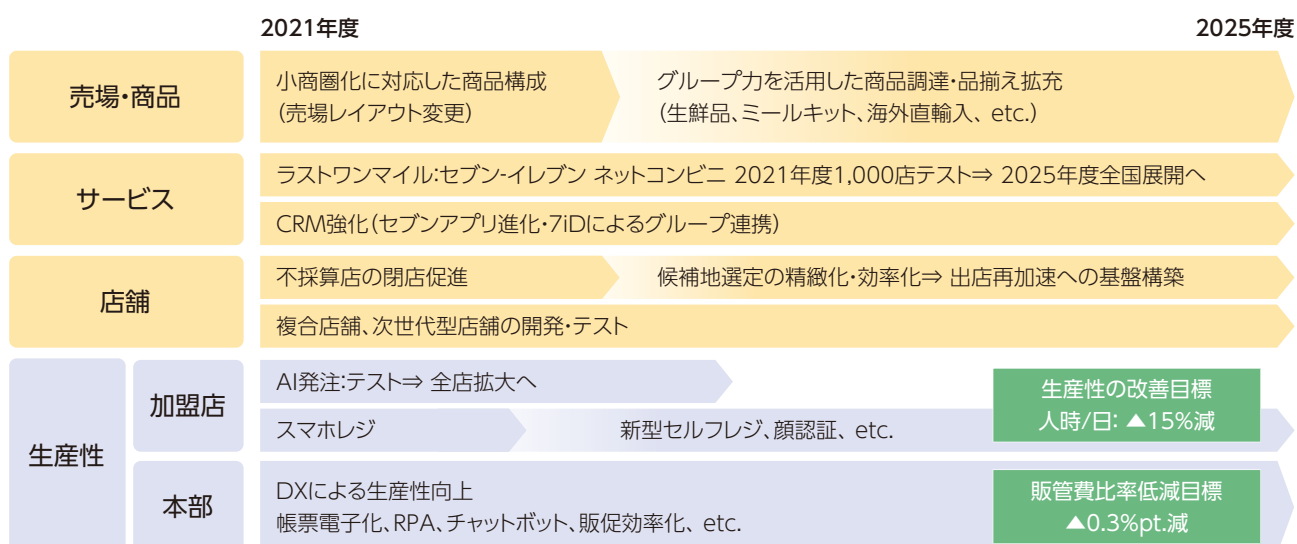 2021年度
2025年度
売場・商品
小商圏化に対応した商品構成
(売場レイアウト変更)
グループ力を活用した商品調達・品揃え拡充
(生鮮品、ミールキット、海外直輸入、etc.)
サービス
ラストワンマイル:セブン-イレブン ネットコンビニ 2021年度1,000店テスト⇒ 2025年度全国展開へ
CRM強化(セブンアプリ進化・7iDによるグループ連携)
店舗
不採算店の閉店促進
候補地選定の精緻化・効率化⇒ 出店再加速への基盤構築
複合店舗、次世代型店舗の開発・テスト
生産性
加盟店
AI発注:テスト⇒ 全店拡大へ
スマホレジ
新型セルフレジ、顔認証、etc.
生産性の改善目標
人時/日: ▲15%減
本部
DXによる生産性向上
帳票電子化、RPA、チャットボット、販促効率化、etc.
販管費比率低減目標
▲0.3%pt.減